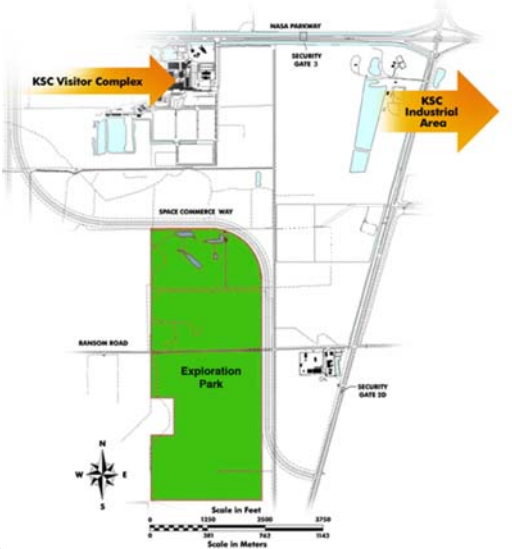 NASA PARKWAY
SECURITY
GATE 3
KSC Visitor Complex
KSC
Industrial
Area
SPACE COMMERCE WAY
RANSOM ROAD
Exploration
Park
SECURITY
GATE 2D
N
W E
S
Scale in Feet
0 1250 2500 3750
0 381 762 1143
Scale in Meters